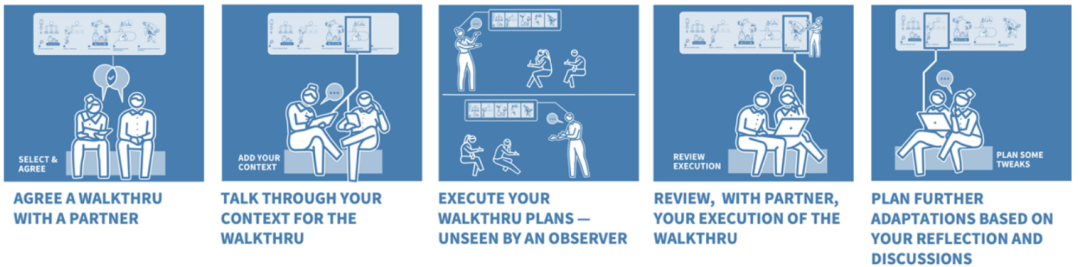 SELECT &
AGREE
AGREE A WALKTHRU
WITH A PARTNER
ADD YOUR
CONTEXT
TALK THROUGH YOUR
CONTEXT FOR THE
WALKTHRU
EXECUTE YOUR
WALKTHRU PLANS —
UNSEEN BY AN OBSERVER
REVIEW
EXECUTION
REVIEW, WITH PARTNER,
YOUR EXECUTION OF THE
WALKTHRU
PLAN SOME
TWEAKS
PLAN FURTHER
ADAPTATIONS BASED ON
YOUR REFLECTION AND
DISCUSSIONS